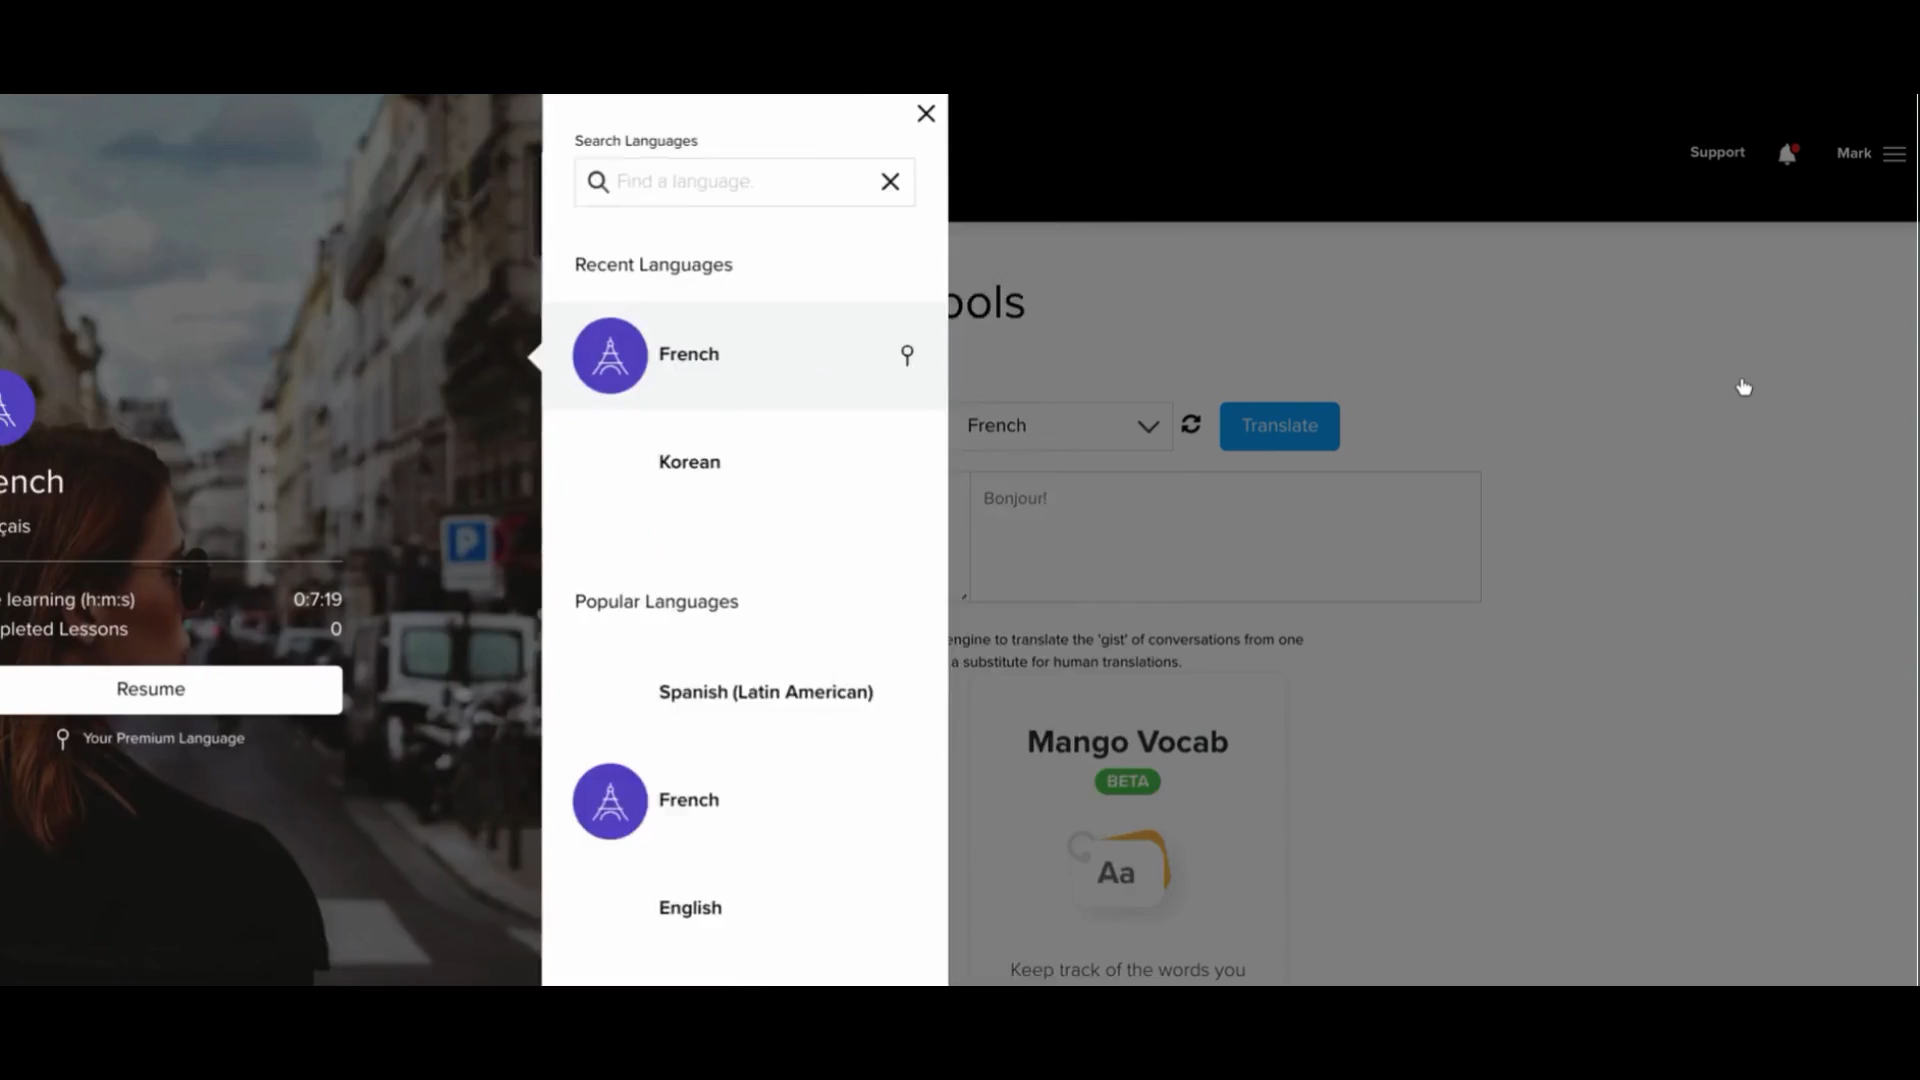 Search Languages
Find a language.
Recent Languages
French
Korean
Popular Languages
Spanish (Latin American)
French
English
ench
çais
learning (h:m:s) 0:7:19
pleted Lessons 0
Resume
Your Premium Language
P
Support
Mark
ools
French
Translate
Bonjour!
engine to translate the 'gist' of conversations from one
a substitute for human translations.
Mango Vocab
BETA
Aa
Keep track of the words you